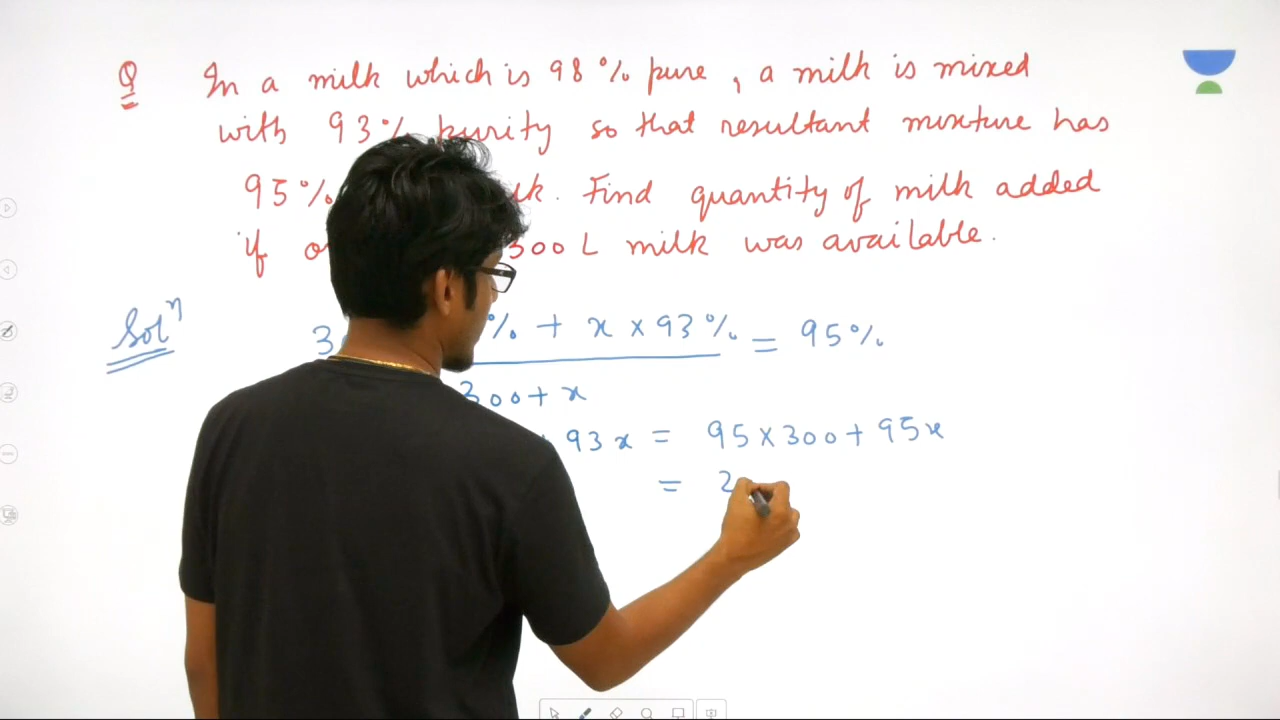 Q In a milk which is 98% pure, a milk is mixed
with 93% purity so that resultant mixture has
95% Find quantity of milk added
if 300 L milk was available.
Solⁿ 3 % + x × 93% = 95%
300 + x
93x = 95 × 300 + 95x
= 2